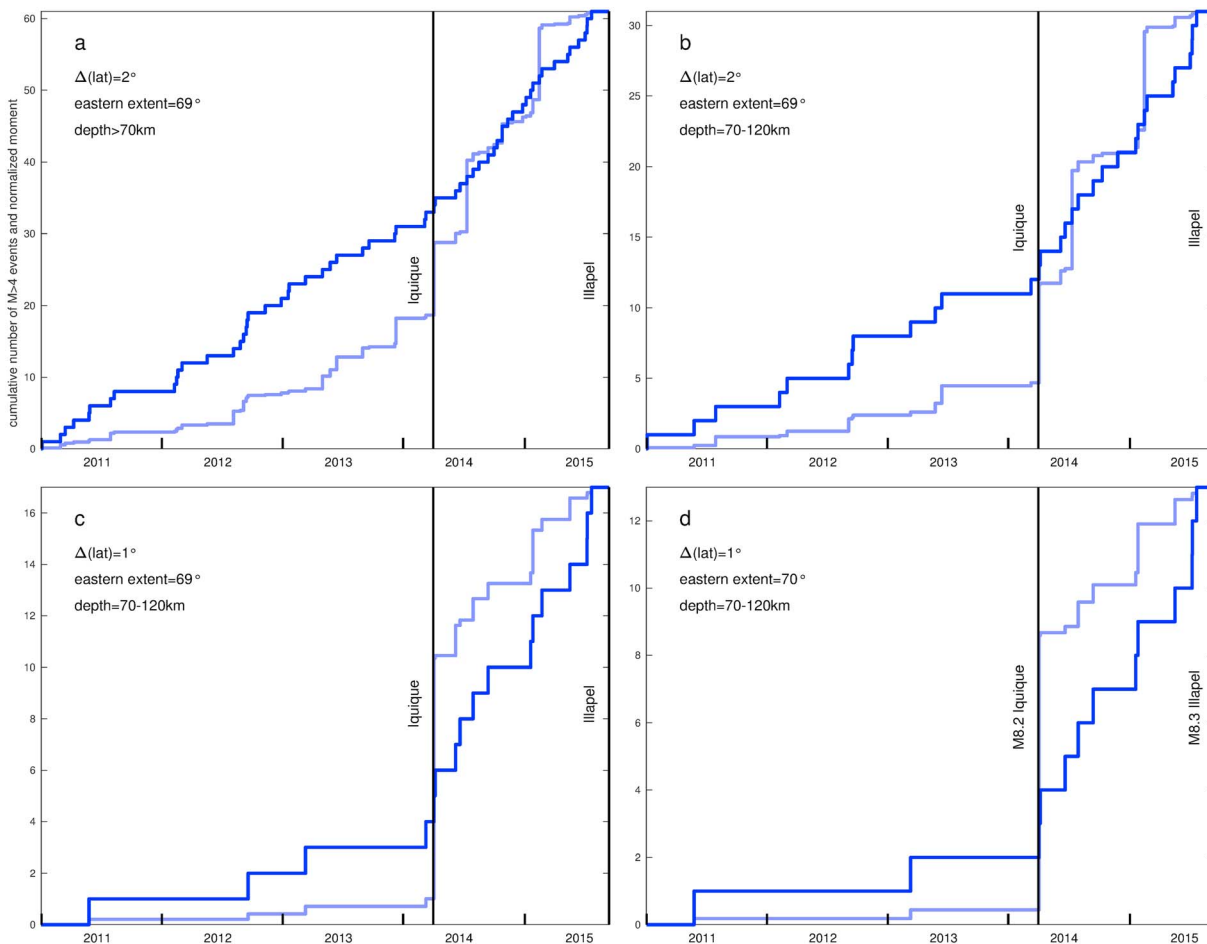 cumulative number of M>4 events and normalized moment
60
50
40
30
20
10
0
a
Δ(lat)=2°
eastern extent=69°
depth>70km
Iquique
Illapel
2011 2012 2013 2014 2015
30
25
20
15
10
5
0
b
Δ(lat)=2°
eastern extent=69°
depth=70-120km
Iquique
Illapel
2011 2012 2013 2014 2015
16
14
12
10
8
6
4
2
0
c
Δ(lat)=1°
eastern extent=69°
depth=70-120km
Iquique
Illapel
2011 2012 2013 2014 2015
12
10
8
6
4
2
0
d
Δ(lat)=1°
eastern extent=70°
depth=70-120km
M8.2 Iquique
M8.3 Illapel
2011 2012 2013 2014 2015